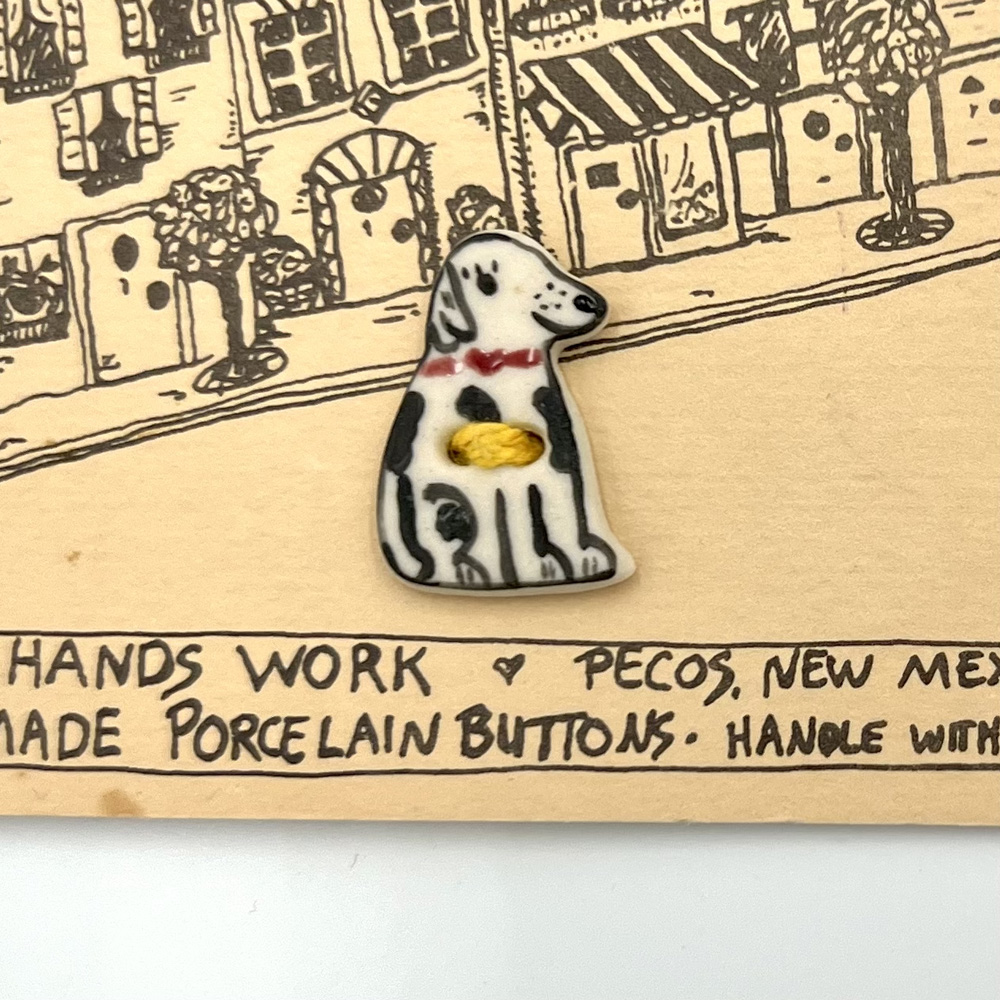 HANDS WORK ♥ PECOS, NEW MEX
MADE PORCELAIN BUTTONS. HANDLE WITH